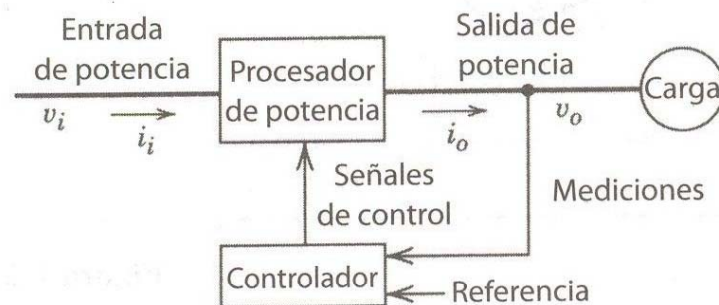 Entrada
de potencia
v_i
i_i
Procesador
de potencia
Salida de
potencia
i_o
v_o
Carga
Señales
de control
Mediciones
Controlador
Referencia